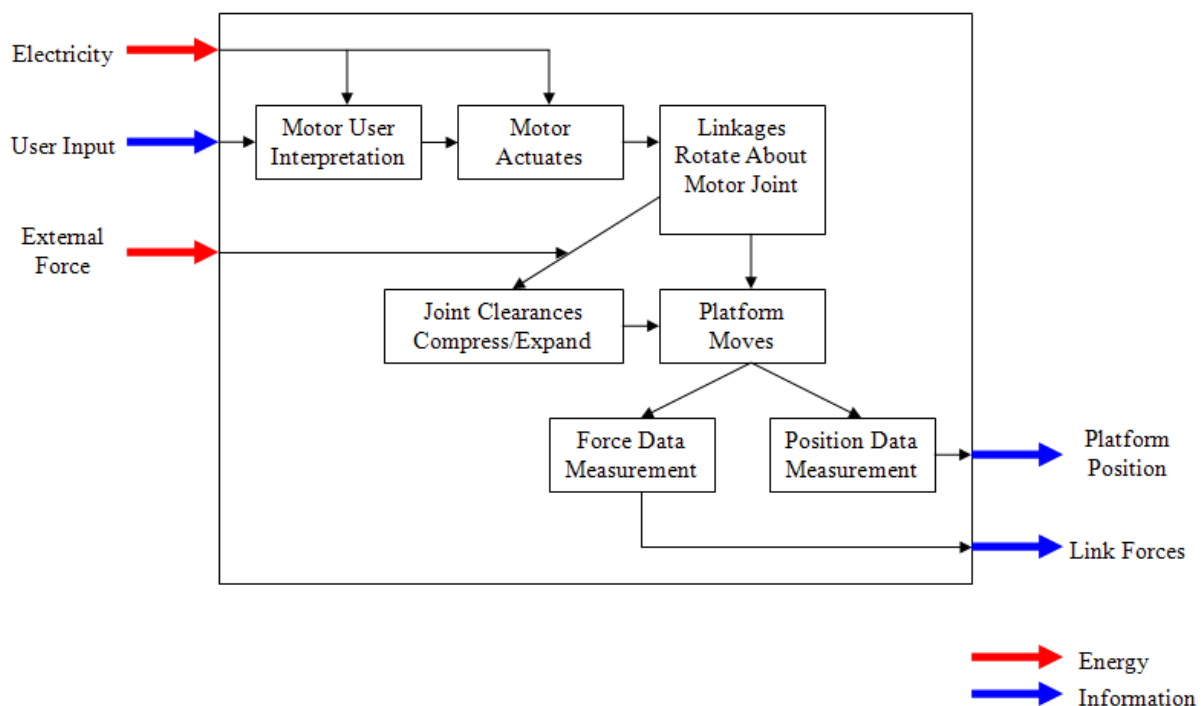 Electricity
User Input
External
Force
Motor User
Interpretation
Motor
Actuates
Linkages
Rotate About
Motor Joint
Joint Clearances
Compress/Expand
Platform
Moves
Force Data
Measurement
Position Data
Measurement
Platform
Position
Link Forces
Energy
Information